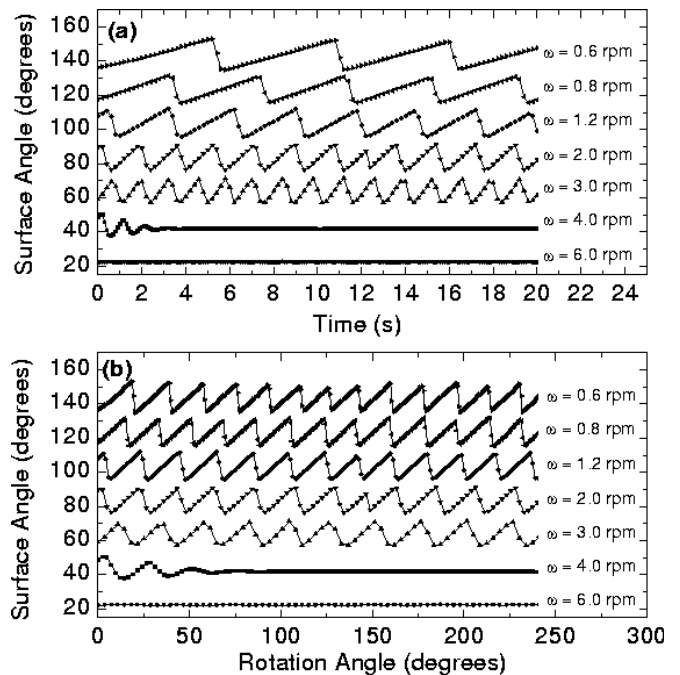 (a)
160
140
120
100
80
60
40
20
Surface Angle (degrees)
ω = 0.6 rpm
ω = 0.8 rpm
ω = 1.2 rpm
ω = 2.0 rpm
ω = 3.0 rpm
ω = 4.0 rpm
ω = 6.0 rpm
0 2 4 6 8 10 12 14 16 18 20 22 24
Time (s)
(b)
160
140
120
100
80
60
40
20
Surface Angle (degrees)
ω = 0.6 rpm
ω = 0.8 rpm
ω = 1.2 rpm
ω = 2.0 rpm
ω = 3.0 rpm
ω = 4.0 rpm
ω = 6.0 rpm
0 50 100 150 200 250 300
Rotation Angle (degrees)